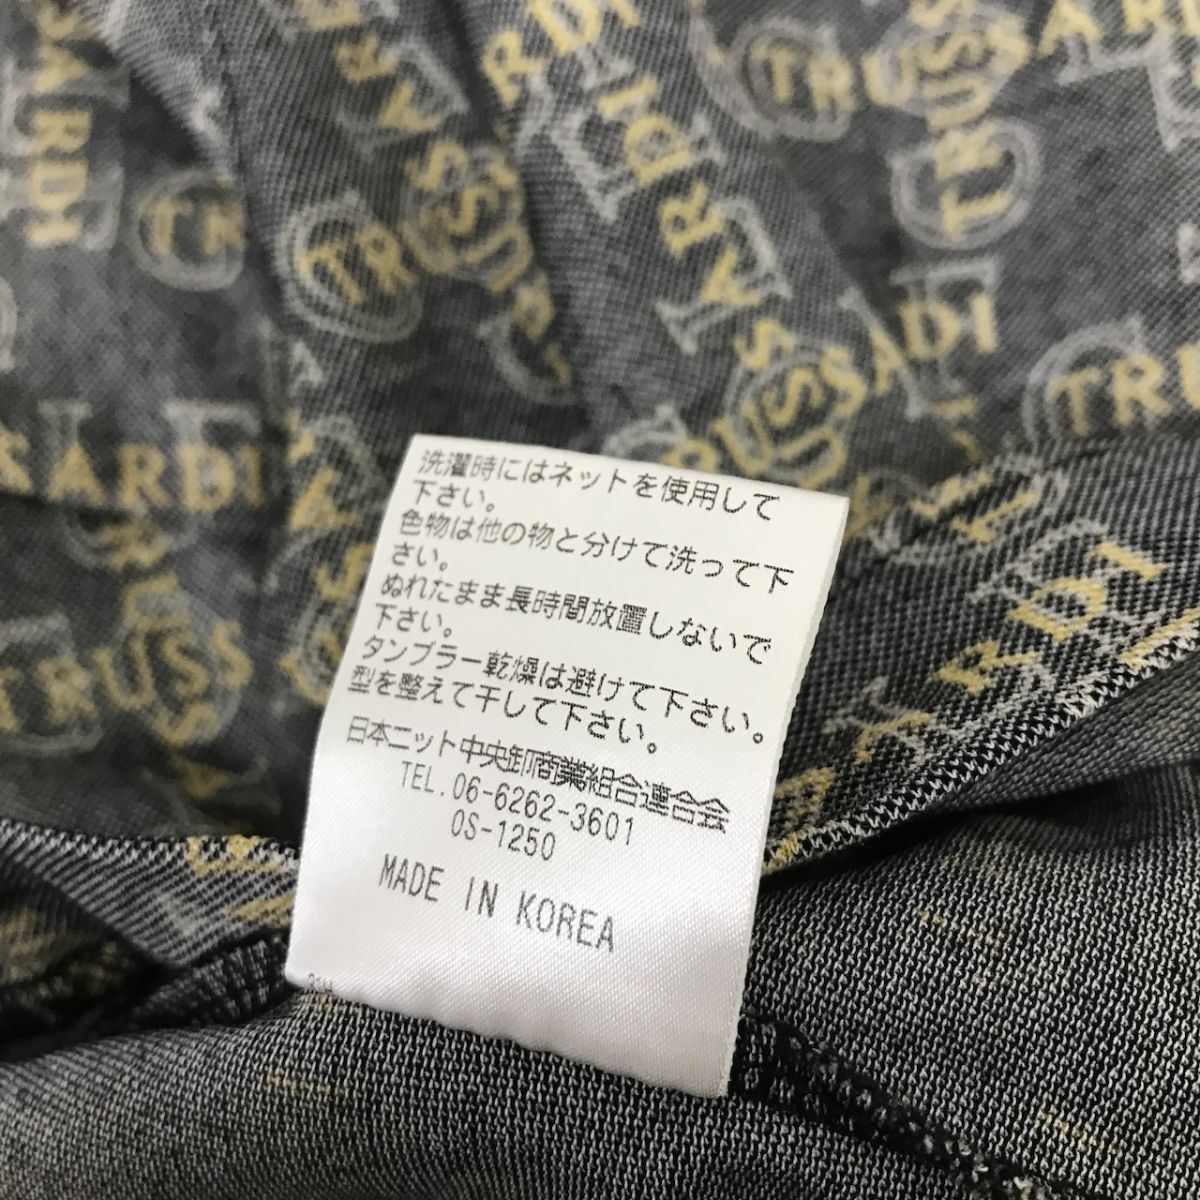 洗濯時にはネットを使用して
下さい。
色物は他の物と分けて洗って下
さい。
ぬれたまま長時間放置しないで
下さい。
タンブラー乾燥は避けて下さい。
型を整えて干して下さい。
日本ニット中央卸商業組合連合会
TEL.06-6262-3601
OS-1250
MADE IN KOREA
TRUSSARDI
TRUSSARDI
TRUSSARDI
TRUSSARDI
TRUSS
SARDI
ARDI
TRU
TR